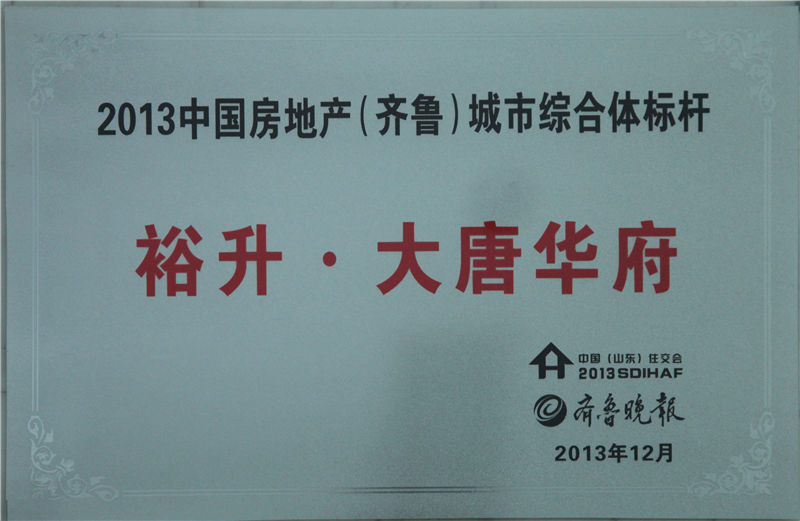 2013中国房地产(齐鲁)城市综合体标杆
裕升·大唐华府
中国(山东)住交会
2013SDIHAF
齐鲁晚报
2013年12月